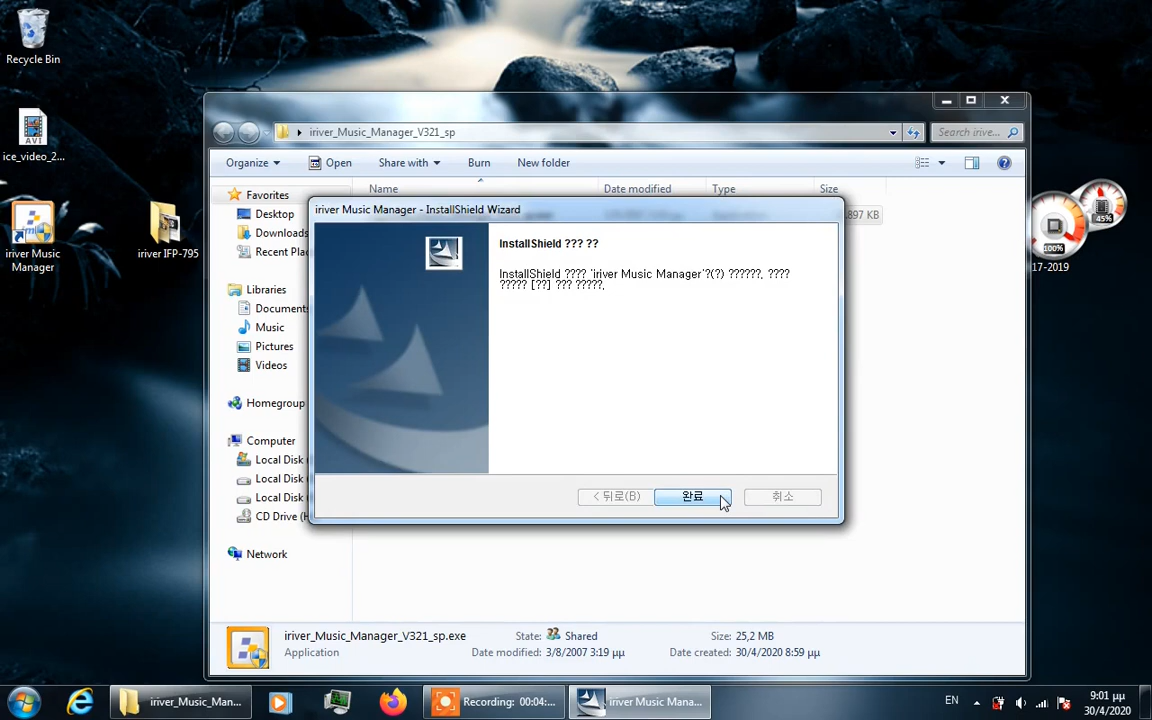 Recycle Bin
ice_video_2...
iriver Music
Manager
iriver IFP-795
iriver_Music_Manager_V321_sp
Search irive...
Organize
Open
Share with
Burn
New folder
Name
Date modified
Type
Size
Favorites
Desktop
Downloads
Recent Plac
Libraries
Documents
Music
Pictures
Videos
Homegroup
Computer
Local Disk
Local Disk
Local Disk
CD Drive (H
Network
897 KB
iriver Music Manager - InstallShield Wizard
InstallShield ??? ??
InstallShield ???? 'iriver Music Manager'?(?) ??????. ????
????? [??] ??? ?????.
< 뒤로(B)
완료
취소
45%
100%
17-2019
iriver_Music_Manager_V321_sp.exe
State: Shared
Size: 25,2 MB
Application
Date modified: 3/8/2007 3:19 μμ
Date created: 30/4/2020 8:59 μμ
iriver_Music_Man...
Recording: 00:04:...
iriver Music Mana...
EN
9:01 μμ
30/4/2020